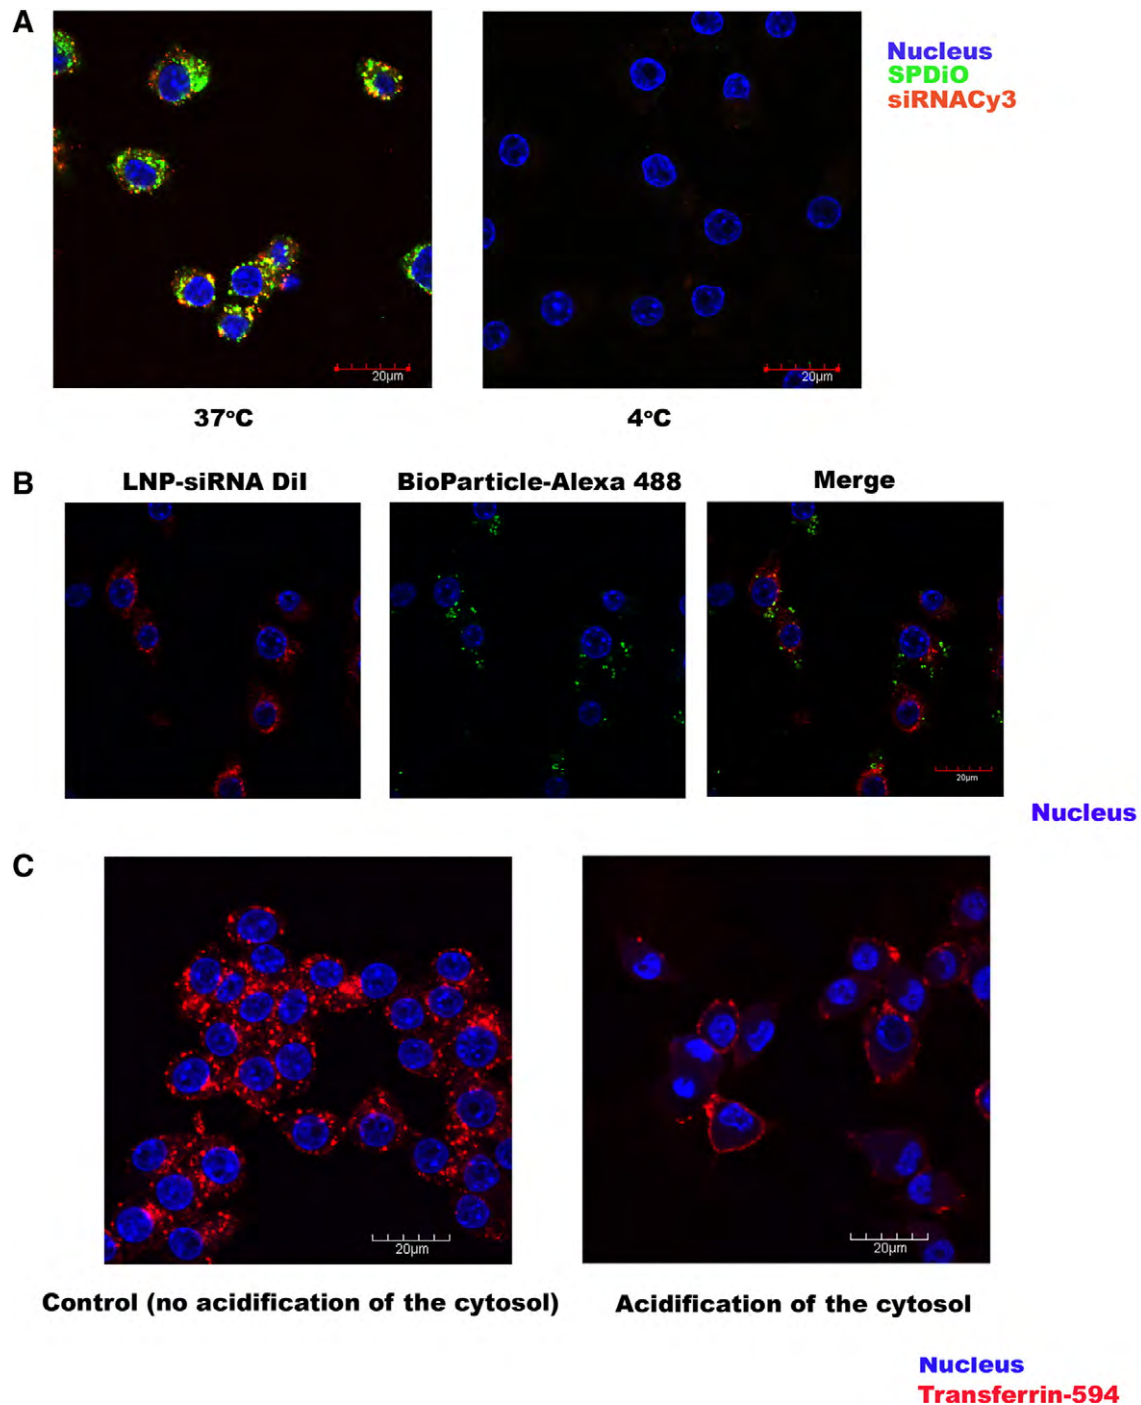 A
Nucleus
SPDiO
siRNACy3
20μm
20μm
37°C
4°C
B
LNP-siRNA DiI
BioParticle-Alexa 488
Merge
20μm
Nucleus
C
20μm
20μm
Control (no acidification of the cytosol)
Acidification of the cytosol
Nucleus
Transferrin-594